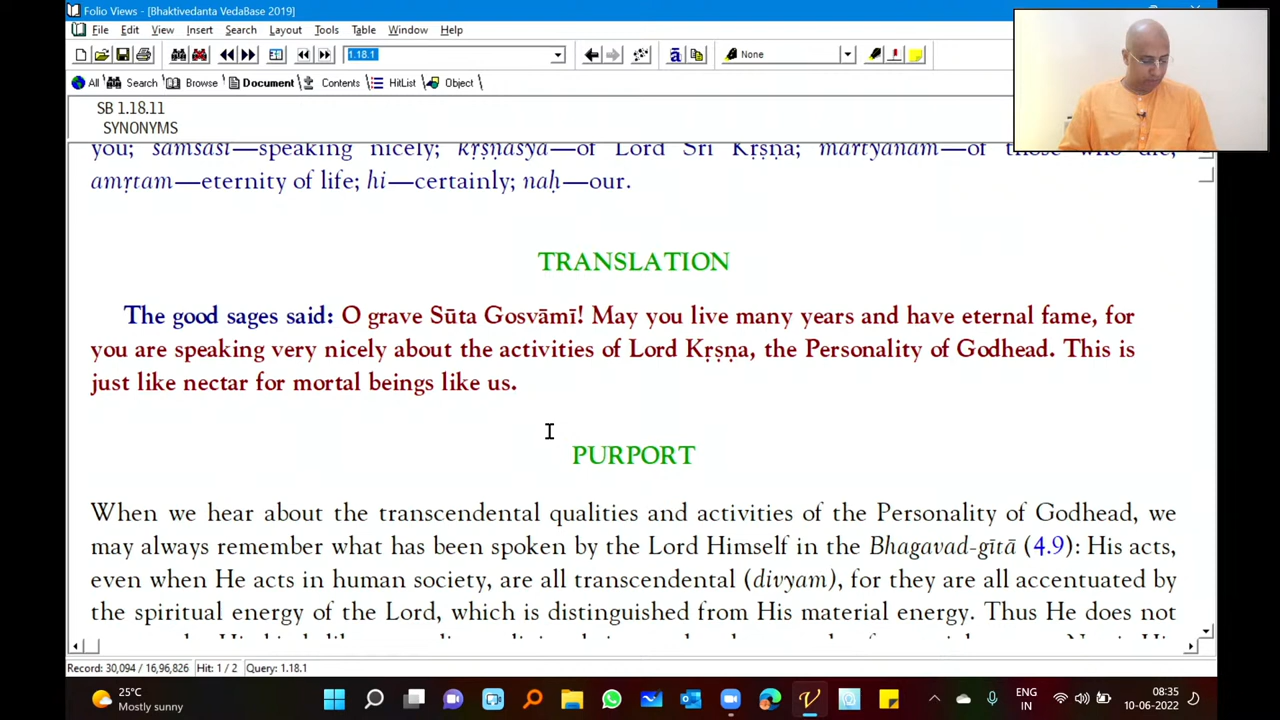 Folio Views - [Bhaktivedanta VedaBase 2019]
File Edit View Insert Search Layout Tools Table Window Help
1.18.1 None
All Search Browse Document Contents HitList Object
SB 1.18.11
SYNONYMS
you; śaṁsasi—speaking nicely; kṛṣṇasya—of Lord Śrī Kṛṣṇa; martyānām—of those who die;
amṛtam—eternity of life; hi—certainly; naḥ—our.
TRANSLATION
The good sages said: O grave Sūta Gosvāmī! May you live many years and have eternal fame, for
you are speaking very nicely about the activities of Lord Kṛṣṇa, the Personality of Godhead. This is
just like nectar for mortal beings like us.
PURPORT
When we hear about the transcendental qualities and activities of the Personality of Godhead, we
may always remember what has been spoken by the Lord Himself in the Bhagavad-gītā (4.9): His acts,
even when He acts in human society, are all transcendental (divyam), for they are all accentuated by
the spiritual energy of the Lord, which is distinguished from His material energy. Thus He does not
Record: 30,094 / 16,96,826 Hit: 1 / 2 Query: 1.18.1
25°C
Mostly sunny
ENG
IN
08:35
10-06-2022